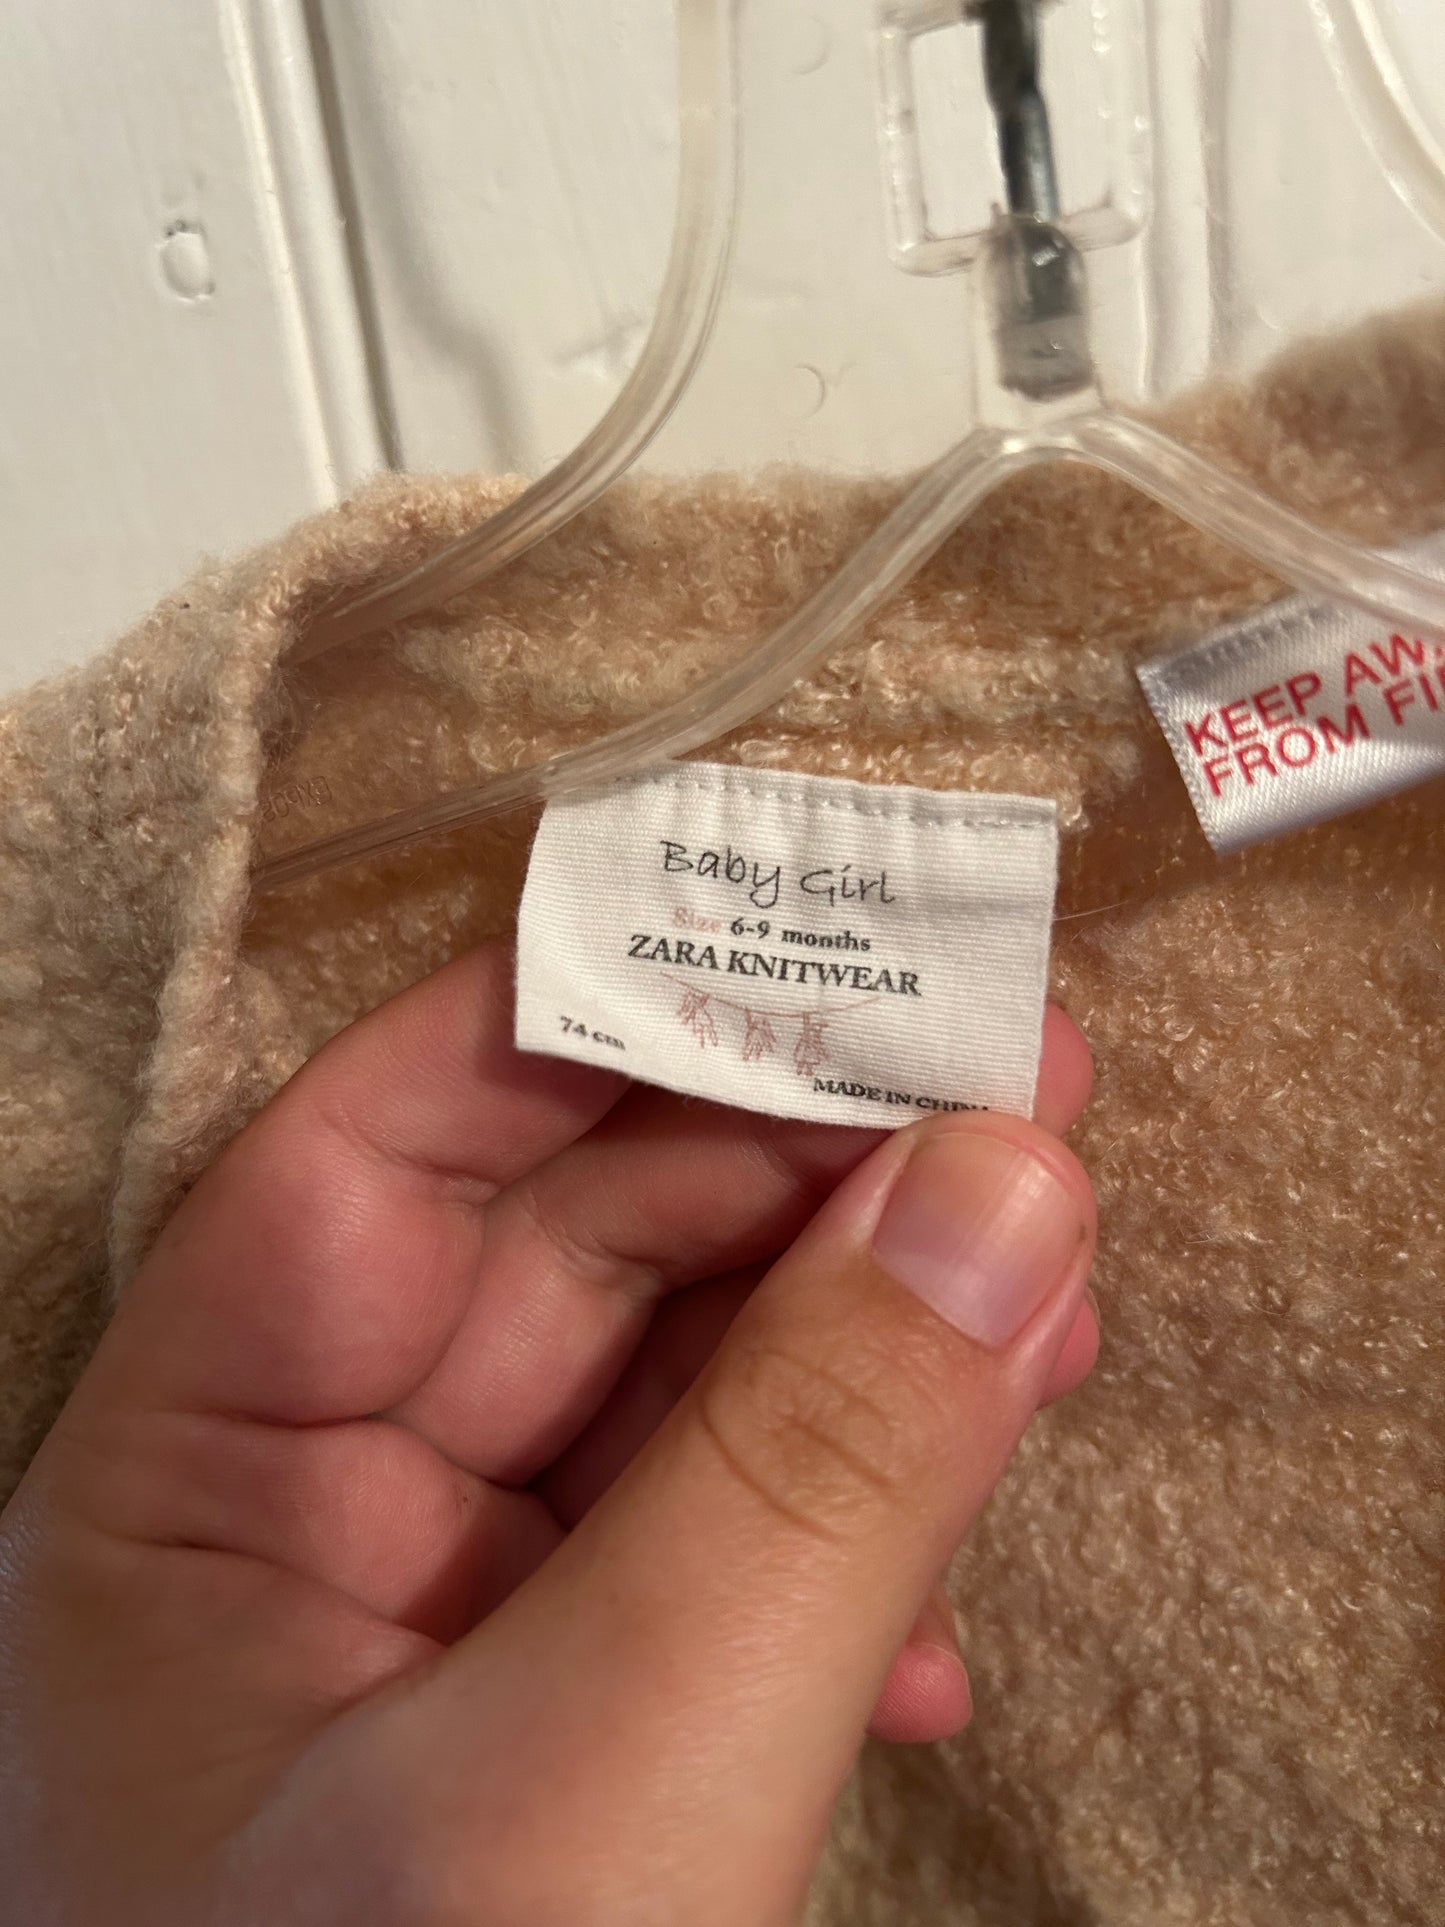 Baby Girl
Size 6-9 months
ZARA KNITWEAR
74 cm
MADE IN CHINA
KEEP AWA
FROM FI